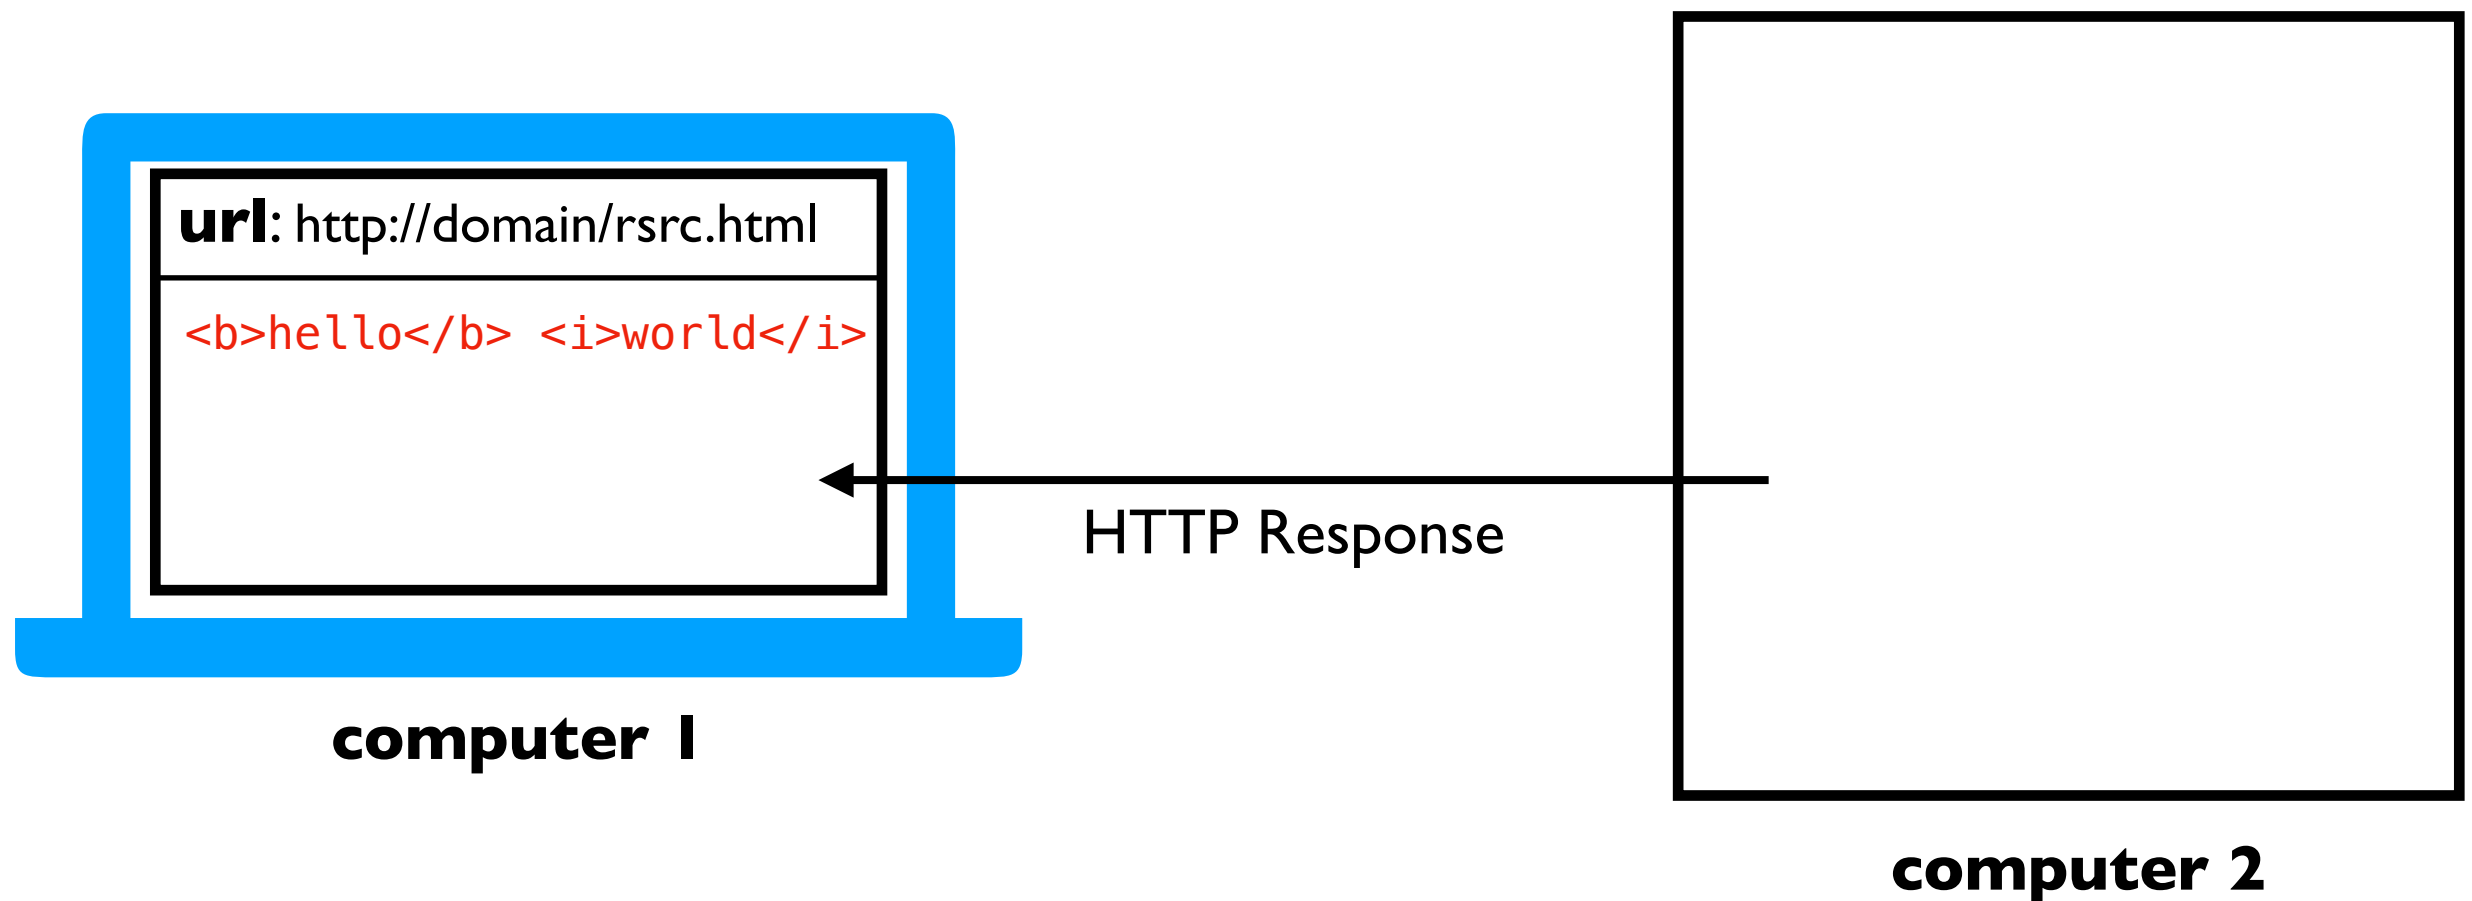 url: http://domain/rsrc.html
<b>hello</b> <i>world</i>
HTTP Response
computer 1
computer 2